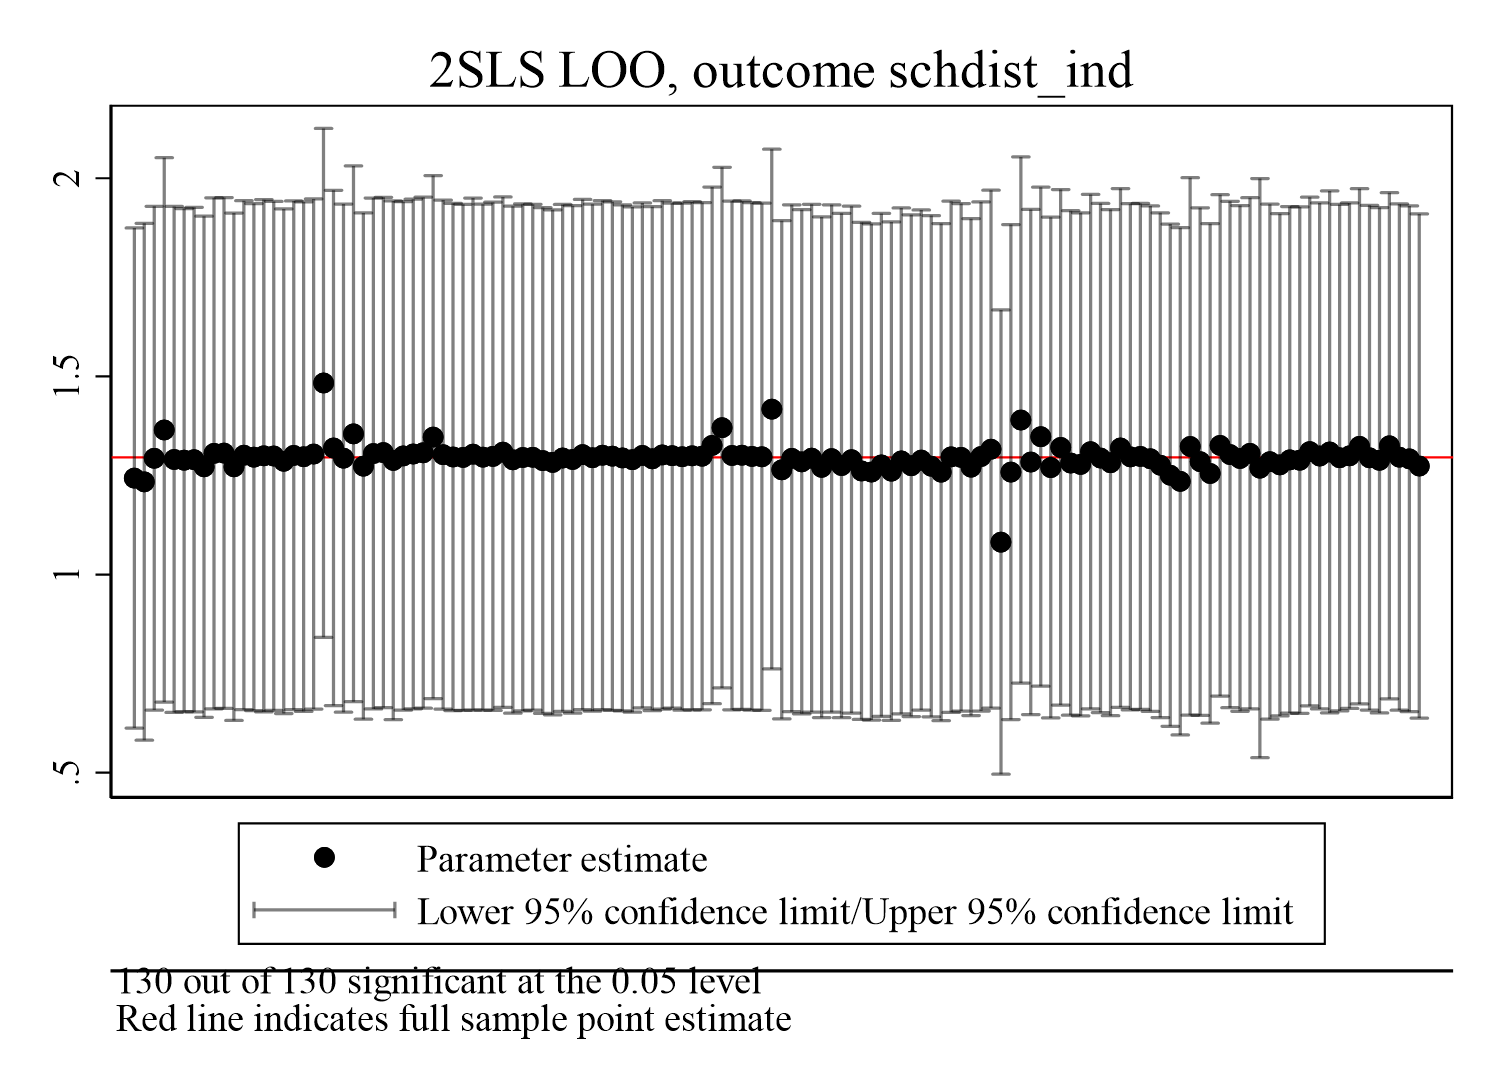 2SLS LOO, outcome schdist_ind
2
1.5
1
.5
Parameter estimate
Lower 95% confidence limit/Upper 95% confidence limit
130 out of 130 significant at the 0.05 level
Red line indicates full sample point estimate